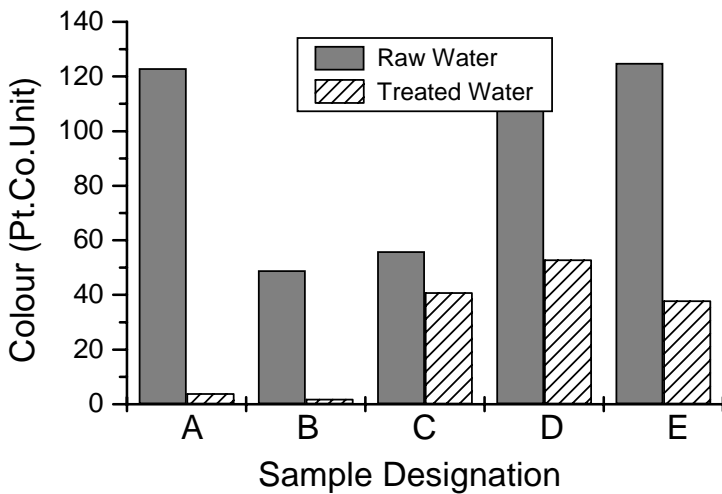 140
120
100
80
60
40
20
0
Colour (Pt.Co.Unit)
Raw Water
Treated Water
A B C D E
Sample Designation